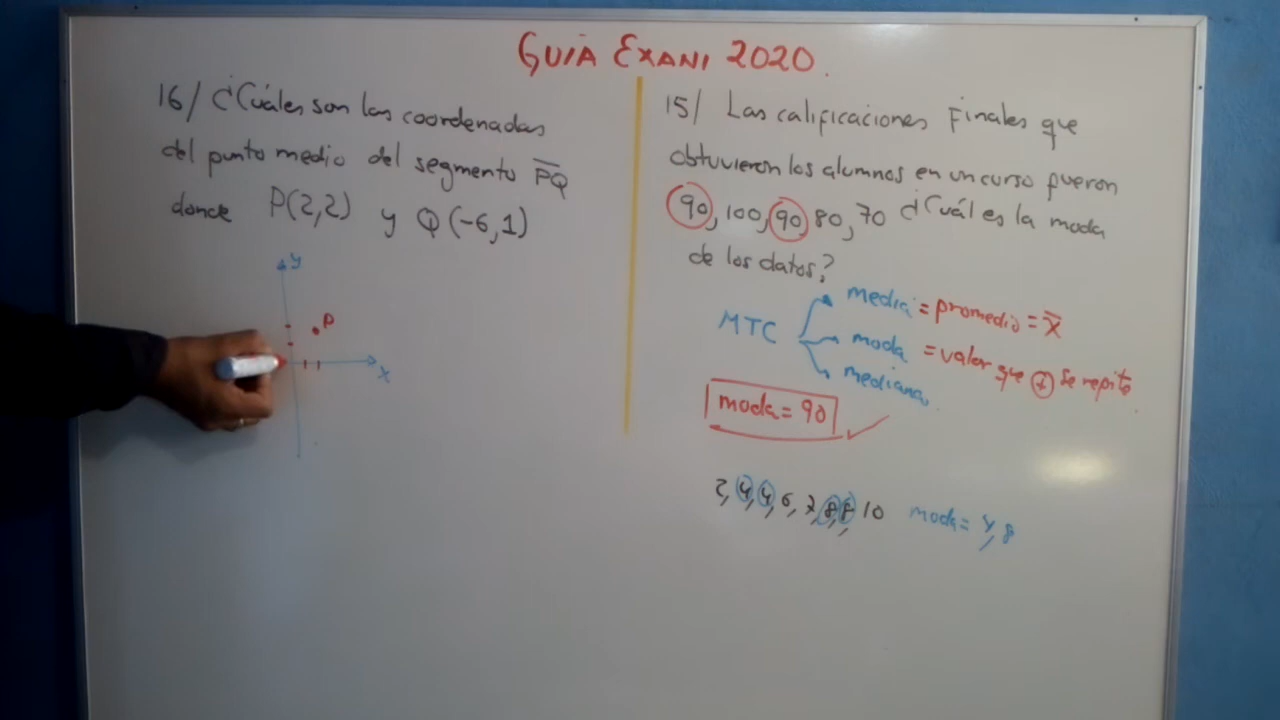 GUIA EXANI 2020.
16/ ¿Cuáles son las coordenadas
del punto medio del segmento PQ
donde P(2,2) y Q(-6,1)
y
P
x
15/ Las calificaciones Finales que
obtuvieron los alumnos en un curso fueron
90, 100, 90, 80, 70 ¿Cuál es la moda
de los datos?
MTC
media = promedio = x̄
moda = valor que + se repite
mediana.
moda = 90
2, 4, 4, 6, 7, 8, 8, 10 moda = 4, 8